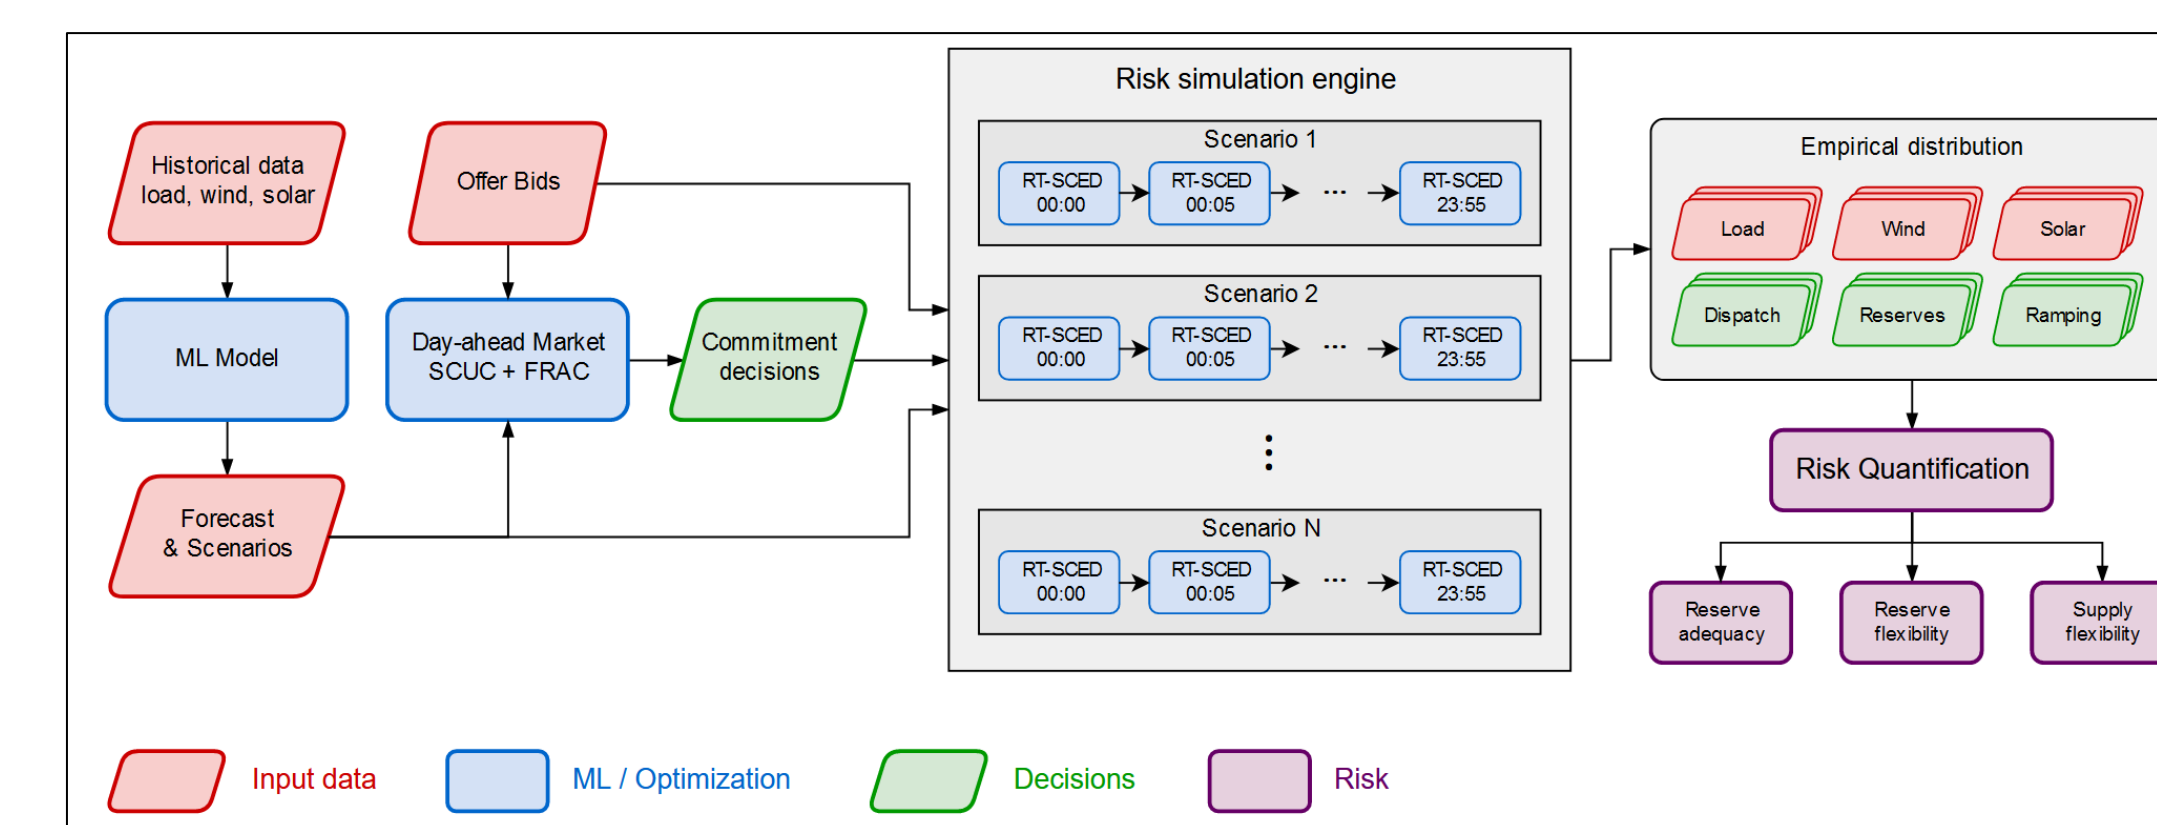 Historical data
load, wind, solar
ML Model
Forecast
& Scenarios
Offer Bids
Day-ahead Market
SCUC + FRAC
Commitment
decisions
Risk simulation engine
Scenario 1
RT-SCED
00:00
RT-SCED
00:05
...
RT-SCED
23:55
Scenario 2
RT-SCED
00:00
RT-SCED
00:05
...
RT-SCED
23:55
Scenario N
RT-SCED
00:00
RT-SCED
00:05
...
RT-SCED
23:55
Empirical distribution
Load
Wind
Solar
Dispatch
Reserves
Ramping
Risk Quantification
Reserve
adequacy
Reserve
flexibility
Supply
flexibility
Input data
ML / Optimization
Decisions
Risk